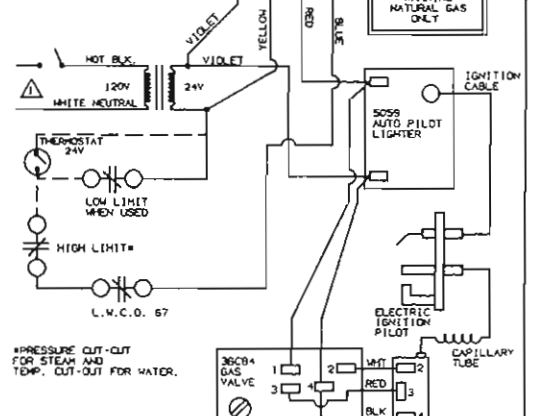 NATURAL GAS
ONLY
VIOLET
YELLOW
RED
BLUE
HOT BLK.
VIOLET
120V
24V
1
WHITE NEUTRAL
IGNITION
CABLE
5059
AUTO PILOT
LIGHTER
THERMOSTAT
24V
LOW LIMIT
WHEN USED
HIGH LIMIT*
L.W.C.O. 67
ELECTRIC
IGNITION
PILOT
*PRESSURE CUT-OUT
FOR STEAM AND
TEMP. CUT-OUT FOR WATER.
CAPILLARY
TUBE
36C84
GAS
VALVE
1
2
WHT
2
3
4
RED
3
BLK
4